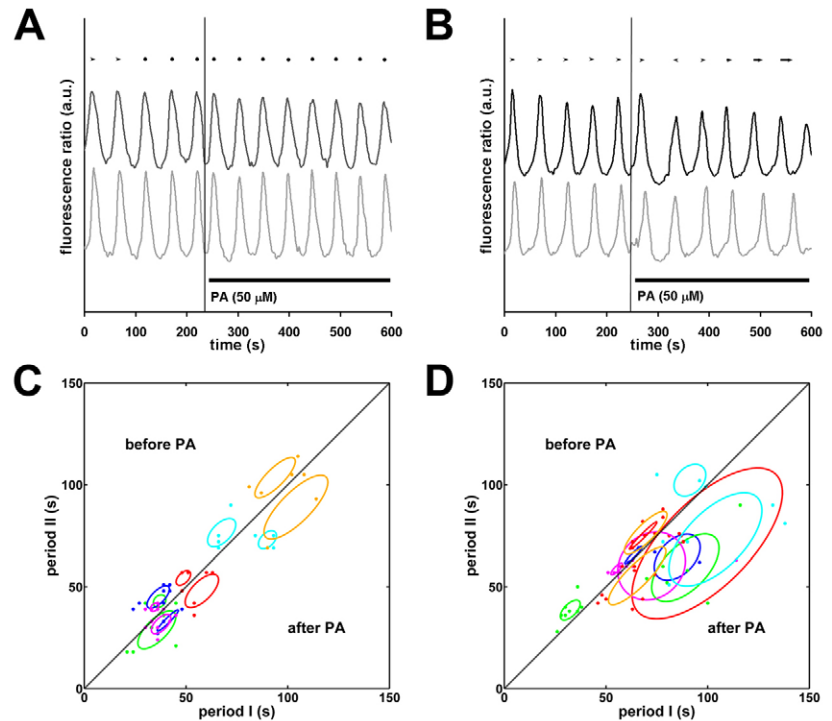 A
fluorescence ratio (a.u.)
PA (50 μM)
0 100 200 300 400 500 600
time (s)
B
fluorescence ratio (a.u.)
PA (50 μM)
0 100 200 300 400 500 600
time (s)
C
150
100
50
0
period II (s)
before PA
after PA
0 50 100 150
period I (s)
D
150
100
50
0
period II (s)
before PA
after PA
0 50 100 150
period I (s)